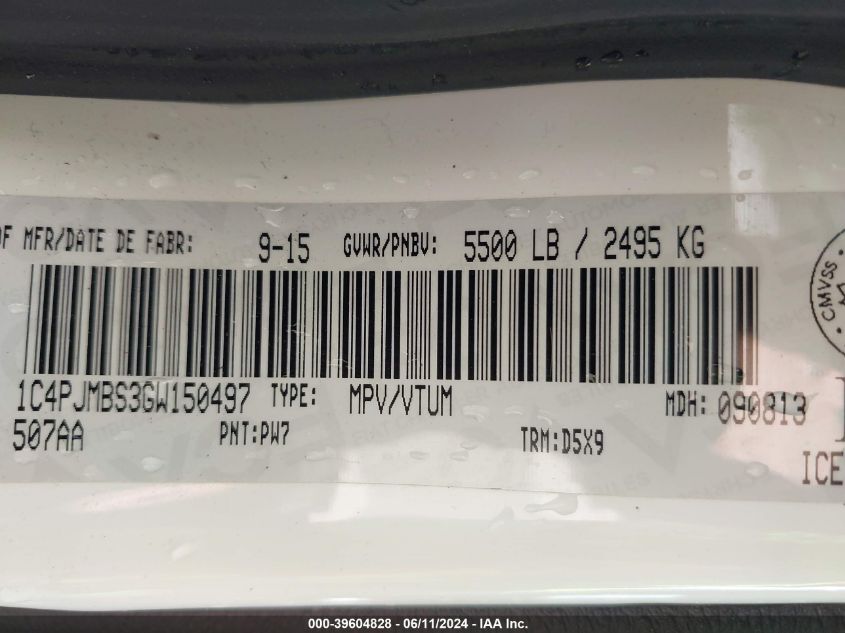 OF MFR/DATE DE FABR: 9-15 GVWR/PNBV: 5500 LB / 2495 KG
CMVSS
1C4PJMBS3GW150497 TYPE: MPV/VTUM MDH: 090813
507AA PNT:PW7 TRM:D5X9
ICE
000-39604828 - 06/11/2024 - IAA Inc.